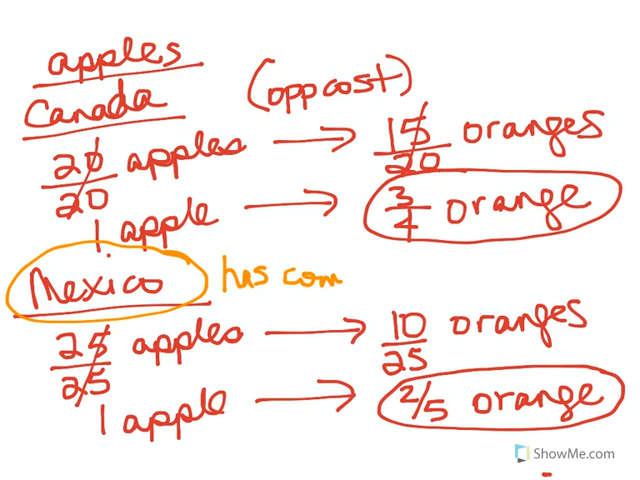 apples
Canada (opp cost)
20/20 apples → 15/20 oranges
1 apple → 3/4 orange
Mexico has com
25/25 apples → 10/25 oranges
1 apple → 2/5 orange
ShowMe.com